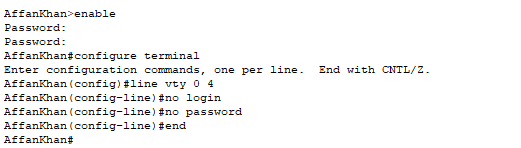 AffanKhan>enable
Password:
Password:
AffanKhan#configure terminal
Enter configuration commands, one per line.  End with CNTL/Z.
AffanKhan(config)#line vty 0 4
AffanKhan(config-line)#no login
AffanKhan(config-line)#no password
AffanKhan(config-line)#end
AffanKhan#